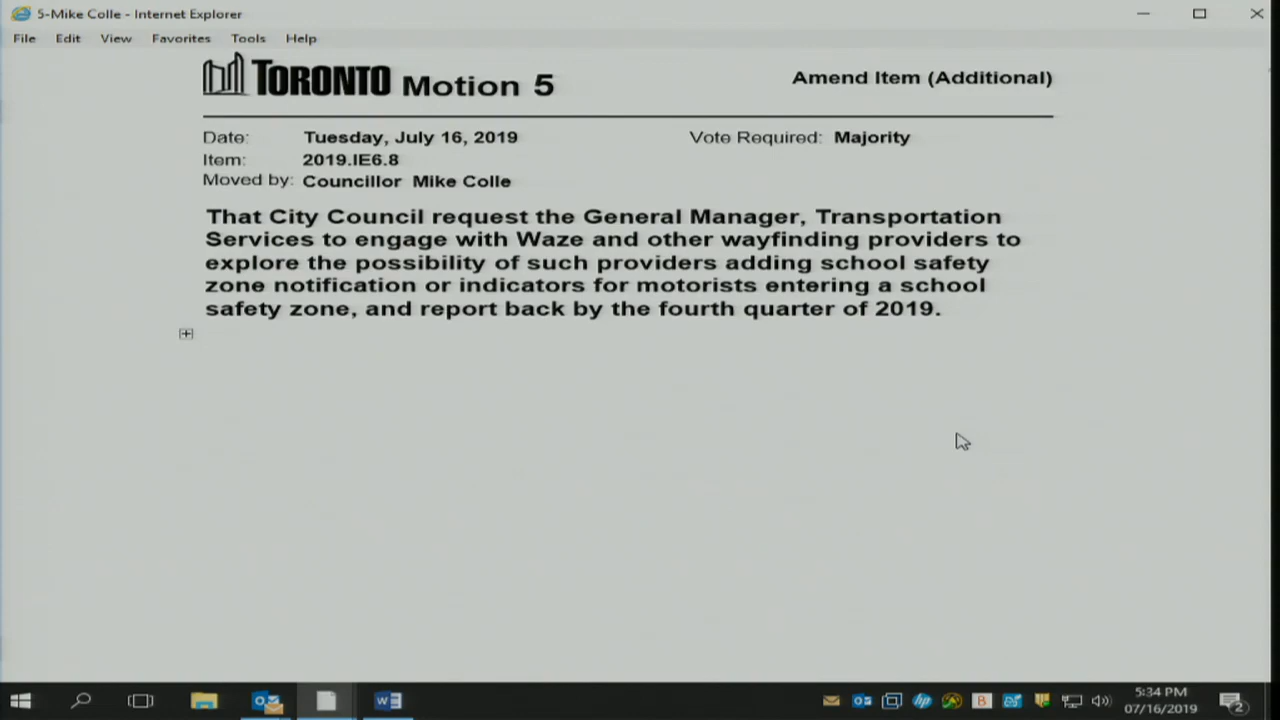 5-Mike Colle - Internet Explorer
File Edit View Favorites Tools Help
TORONTO Motion 5
Amend Item (Additional)
Date: Tuesday, July 16, 2019
Vote Required: Majority
Item: 2019.IE6.8
Moved by: Councillor Mike Colle
That City Council request the General Manager, Transportation
Services to engage with Waze and other wayfinding providers to
explore the possibility of such providers adding school safety
zone notification or indicators for motorists entering a school
safety zone, and report back by the fourth quarter of 2019.
5:34 PM
07/16/2019
2